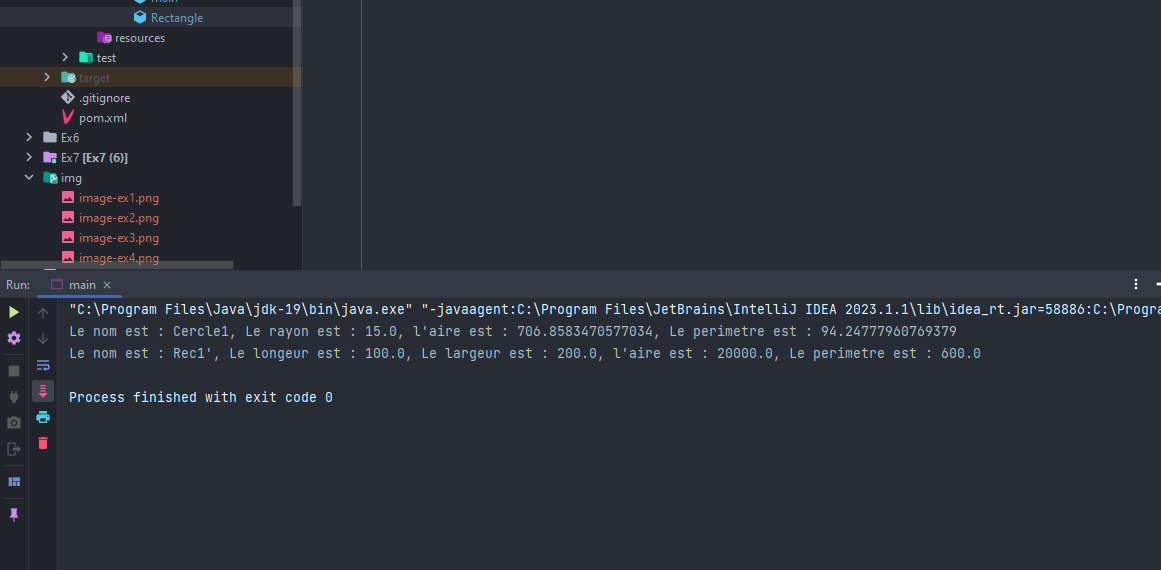 main
Rectangle
resources
test
target
.gitignore
pom.xml
Ex6
Ex7 [Ex7 (6)]
img
image-ex1.png
image-ex2.png
image-ex3.png
image-ex4.png
Run: main
"C:\Program Files\Java\jdk-19\bin\java.exe" "-javaagent:C:\Program Files\JetBrains\IntelliJ IDEA 2023.1.1\lib\idea_rt.jar=58886:C:\Progra
Le nom est : Cercle1, Le rayon est : 15.0, l'aire est : 706.8583470577034, Le perimetre est : 94.24777960769379
Le nom est : Rec1', Le longeur est : 100.0, Le largeur est : 200.0, l'aire est : 20000.0, Le perimetre est : 600.0
Process finished with exit code 0